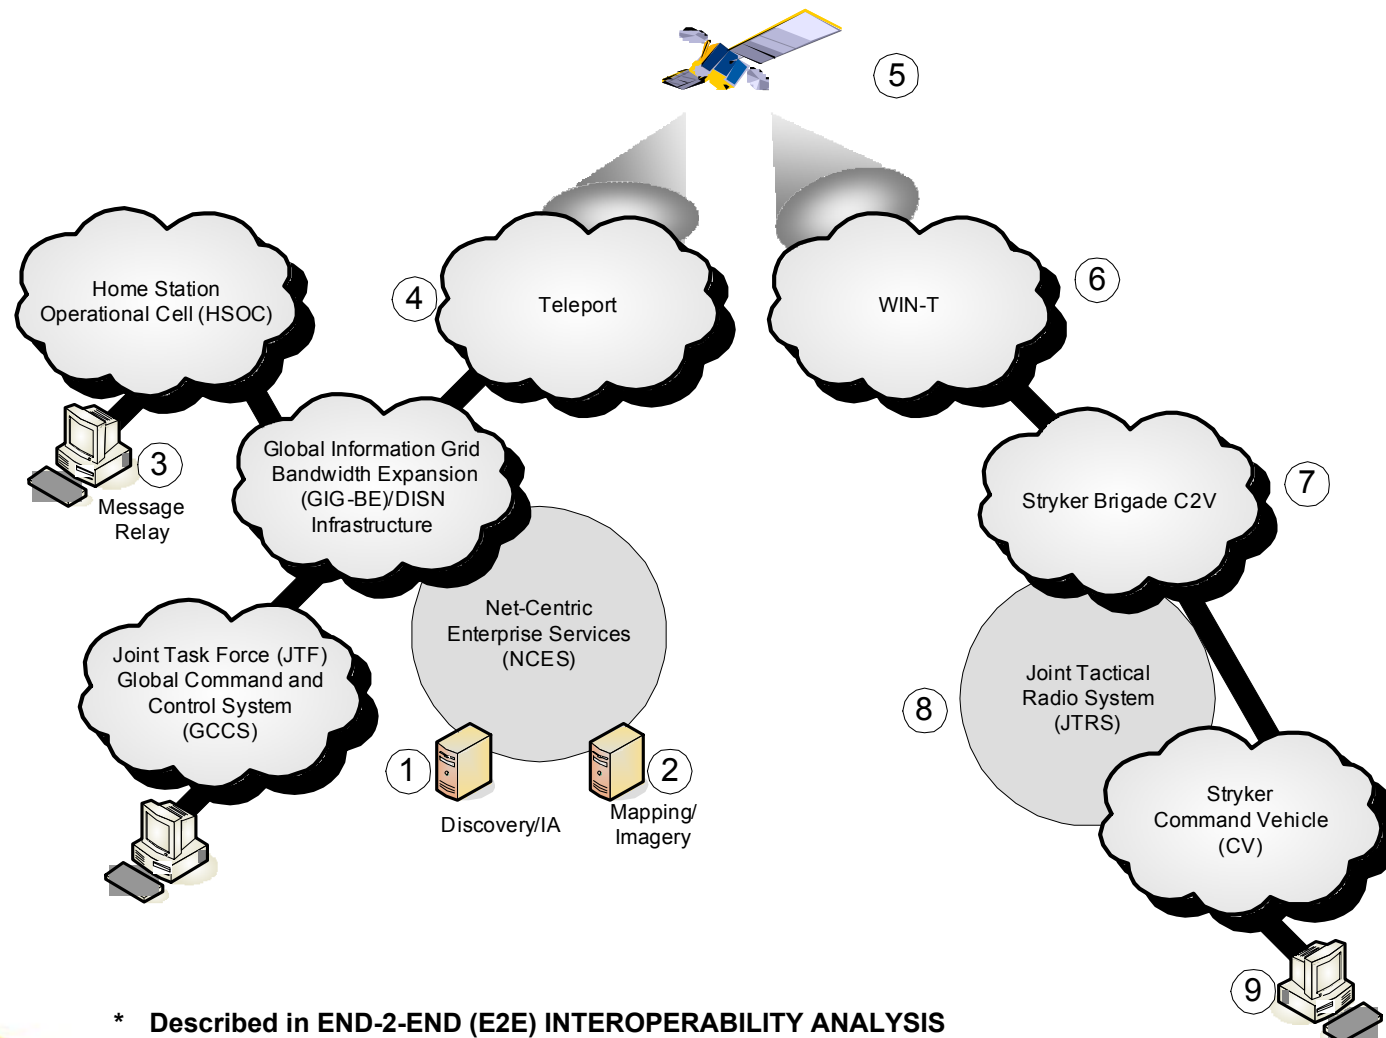 5
Home Station
Operational Cell (HSOC)
4
Teleport
WIN-T
6
3
Message
Relay
Global Information Grid
Bandwidth Expansion
(GIG-BE)/DISN
Infrastructure
Stryker Brigade C2V
7
Net-Centric
Enterprise Services
(NCES)
Joint Task Force (JTF)
Global Command and
Control System
(GCCS)
8
Joint Tactical
Radio System
(JTRS)
1
Discovery/IA
2
Mapping/
Imagery
Stryker
Command Vehicle
(CV)
9
* Described in END-2-END (E2E) INTEROPERABILITY ANALYSIS